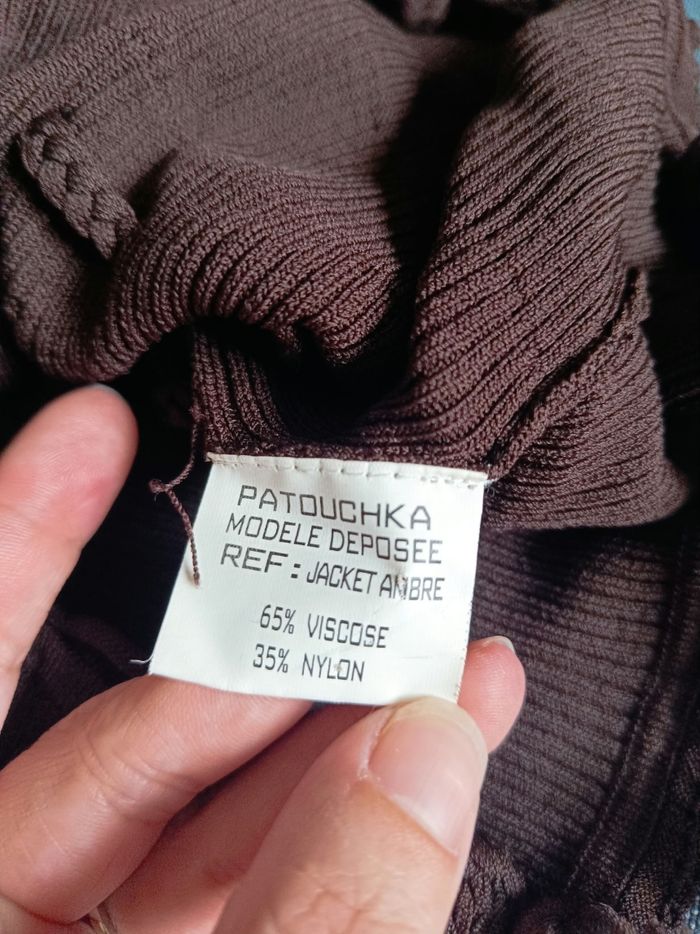 PATOUCHKA
MODELE DEPOSEE
REF : JACKET AMBRE
65% VISCOSE
35% NYLON